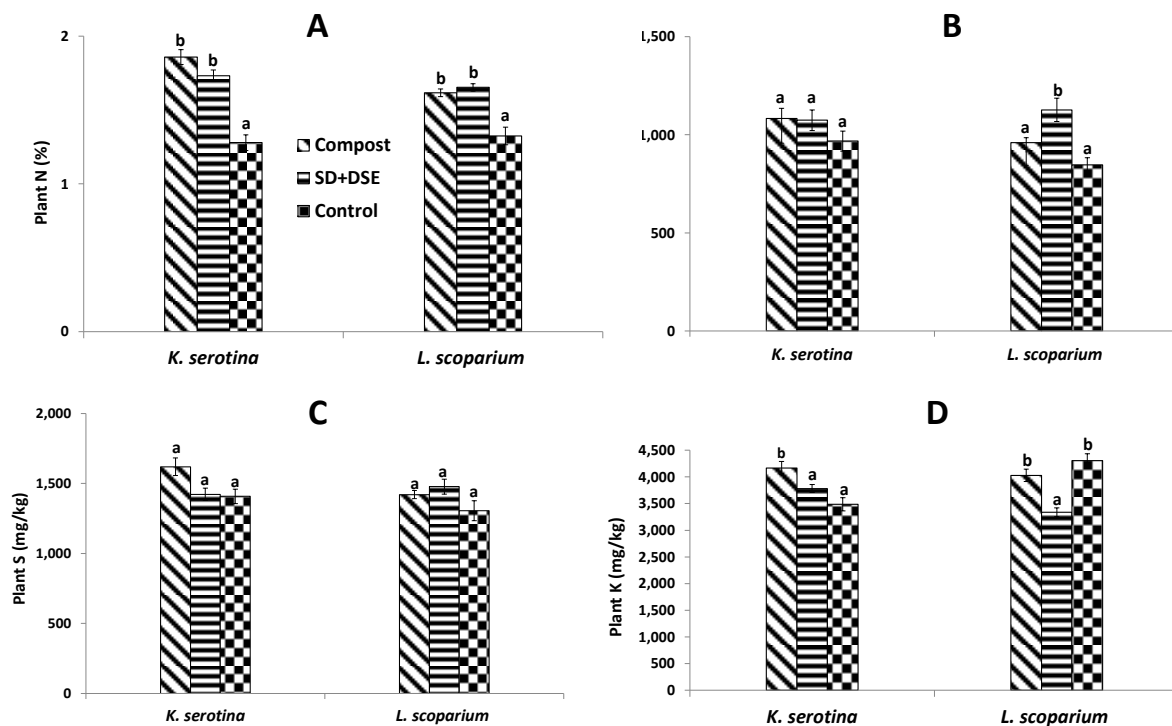 A
2
1
0
Plant N (%)
b b a
b b a
Compost
SD+DSE
Control
K. serotina L. scoparium
B
1,500
1,000
500
0
a a a
a b a
K. serotina L. scoparium
C
2,000
1,500
1,000
500
0
Plant S (mg/kg)
a a a
a a a
K. serotina L. scoparium
D
4,500
4,000
3,500
3,000
2,500
2,000
1,500
1,000
500
0
Plant K (mg/kg)
b a a
b a b
K. serotina L. scoparium